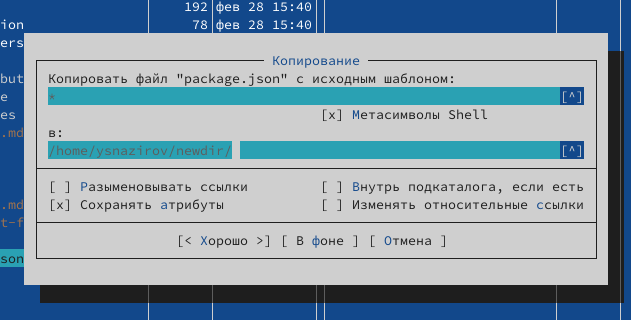 192 фев 28 15:40
ion 78 фев 28 15:40
ers
Копирование
Копировать файл "package.json" с исходным шаблоном:
but
e * [^]
es [x] Метасимволы Shell
.md в:
/home/ysnazirov/newdir/ [^]
[ ] Разыменовывать ссылки [ ] Внутрь подкаталога, если есть
.md [x] Сохранять атрибуты [ ] Изменять относительные ссылки
t-f
[< Хорошо >] [ В фоне ] [ Отмена ]
son